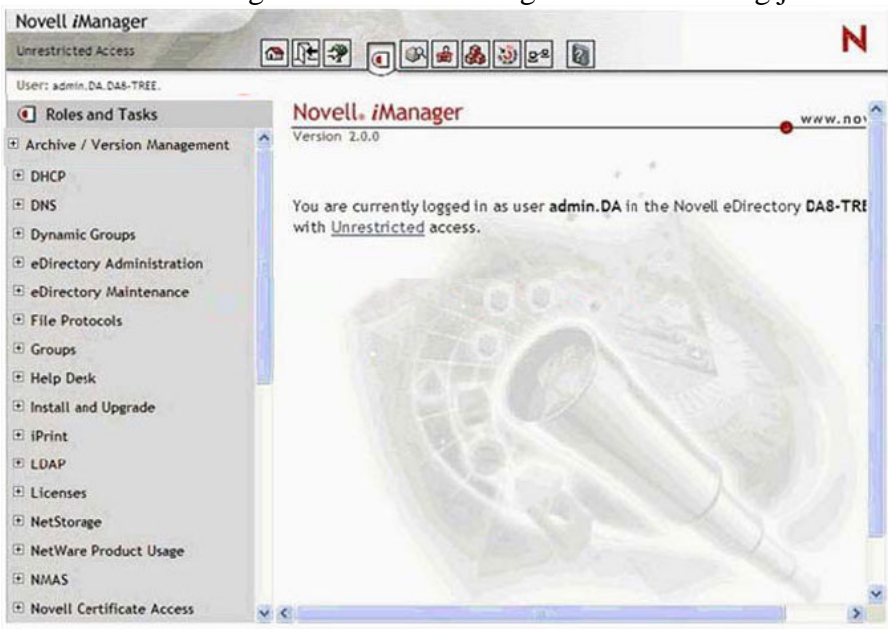 Novell iManager
Unrestricted Access
N
User: admin.DA.DA8-TREE.
Roles and Tasks
Archive / Version Management
DHCP
DNS
Dynamic Groups
eDirectory Administration
eDirectory Maintenance
File Protocols
Groups
Help Desk
Install and Upgrade
iPrint
LDAP
Licenses
NetStorage
NetWare Product Usage
NMAS
Novell Certificate Access
Novell. iManager
www.nov
Version 2.0.0
You are currently logged in as user admin.DA in the Novell eDirectory DA8-TRE
with Unrestricted access.